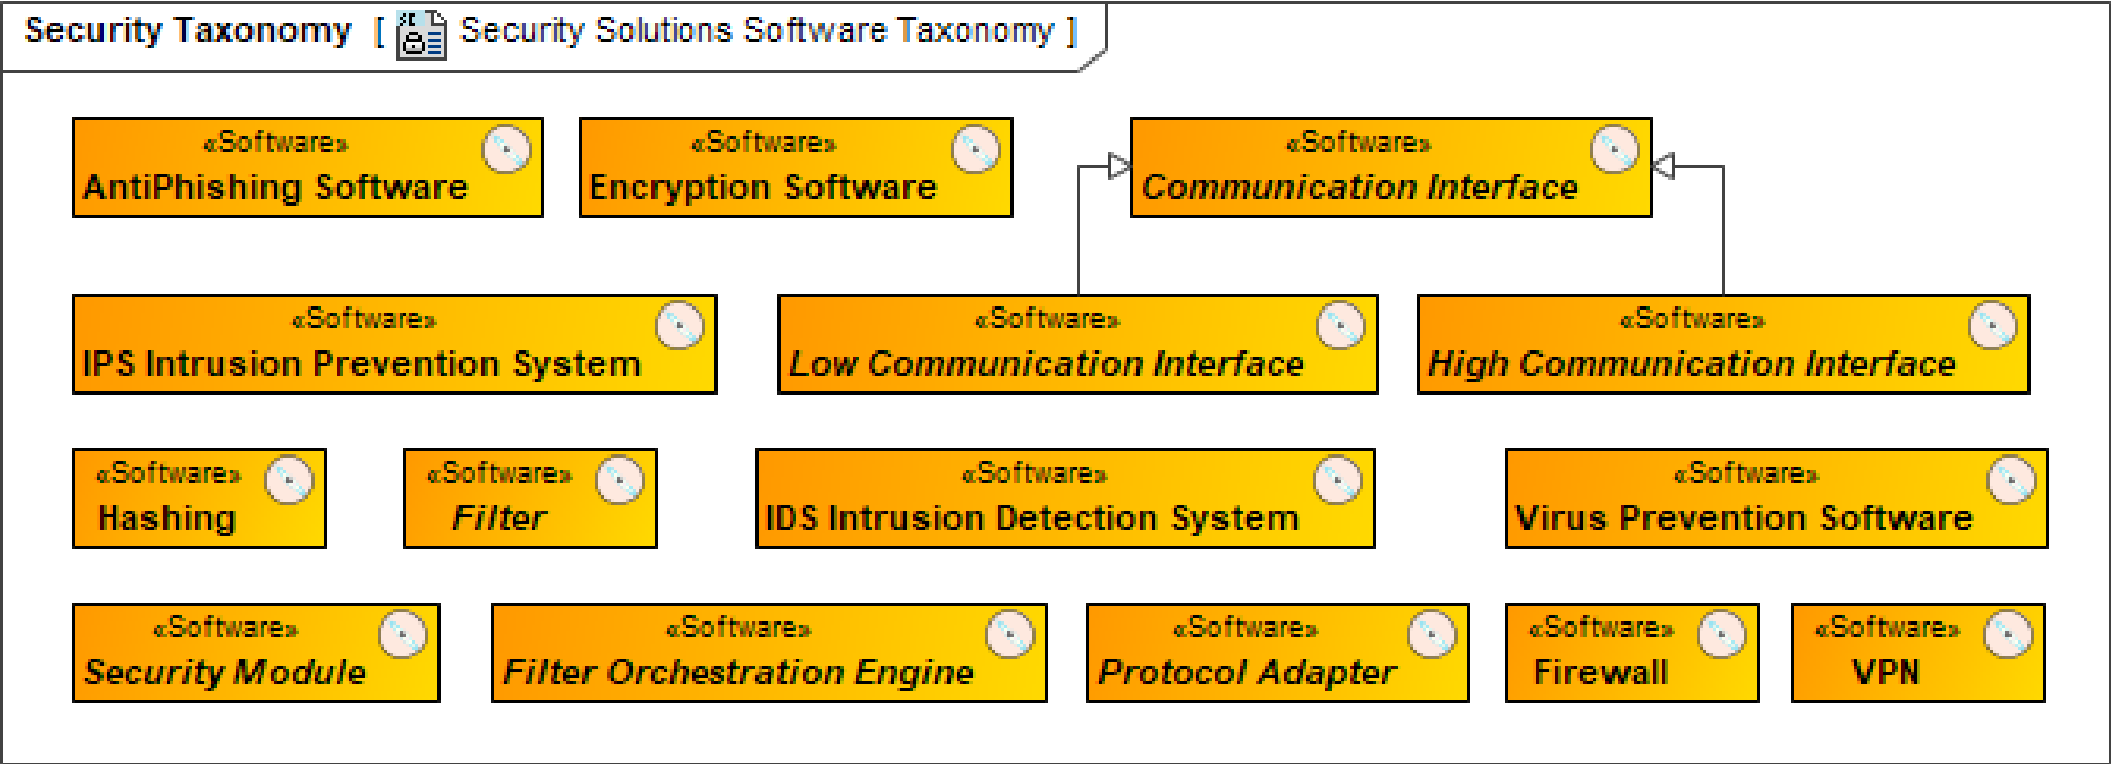 Security Taxonomy [ Security Solutions Software Taxonomy ]
«Software»
AntiPhishing Software
«Software»
Encryption Software
«Software»
Communication Interface
«Software»
IPS Intrusion Prevention System
«Software»
Low Communication Interface
«Software»
High Communication Interface
«Software»
Hashing
«Software»
Filter
«Software»
IDS Intrusion Detection System
«Software»
Virus Prevention Software
«Software»
Security Module
«Software»
Filter Orchestration Engine
«Software»
Protocol Adapter
«Software»
Firewall
«Software»
VPN